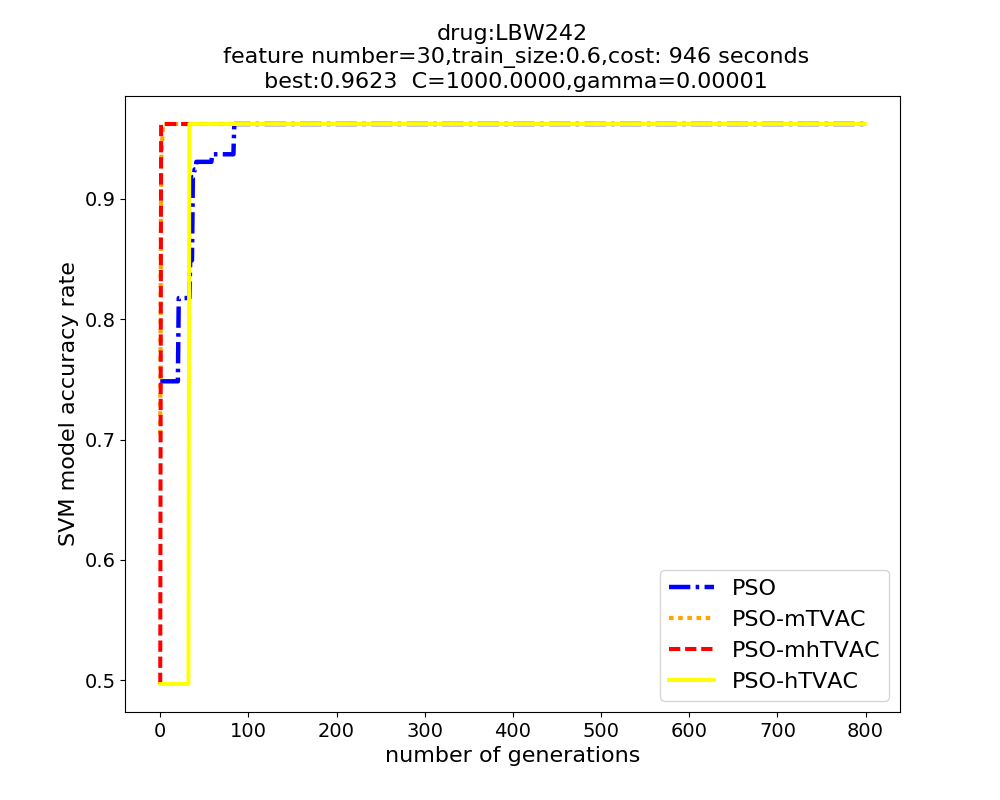 drug:LBW242
feature number=30,train_size:0.6,cost: 946 seconds
best:0.9623  C=1000.0000,gamma=0.00001
SVM model accuracy rate
0.9
0.8
0.7
0.6
0.5
PSO
PSO-mTVAC
PSO-mhTVAC
PSO-hTVAC
0 100 200 300 400 500 600 700 800
number of generations